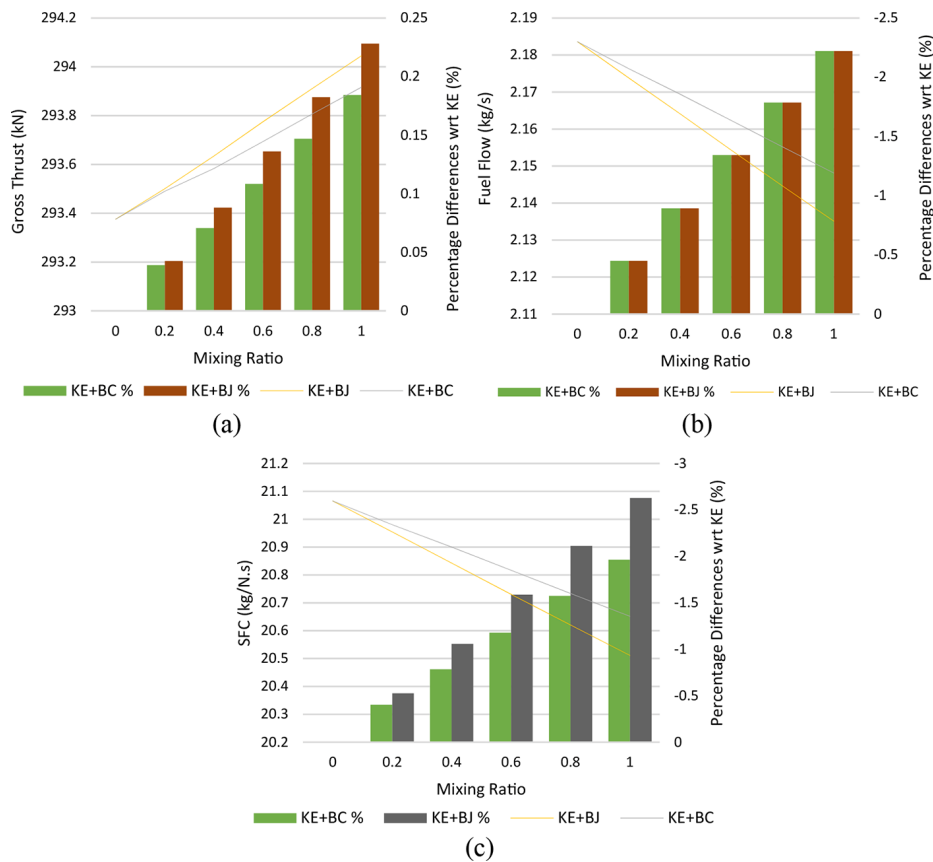 294.2
294
293.8
293.6
293.4
293.2
293
Gross Thrust (kN)
0.25
0.2
0.15
0.1
0.05
0
Percentage Differences wrt KE (%)
0 0.2 0.4 0.6 0.8 1
Mixing Ratio
KE+BC % KE+BJ % KE+BJ KE+BC
(a)
2.19
2.18
2.17
2.16
2.15
2.14
2.13
2.12
2.11
Fuel Flow (kg/s)
-2.5
-2
-1.5
-1
-0.5
0
Percentage Differences wrt KE (%)
0 0.2 0.4 0.6 0.8 1
Mixing Ratio
KE+BC % KE+BJ % KE+BJ KE+BC
(b)
21.2
21.1
21
20.9
20.8
20.7
20.6
20.5
20.4
20.3
20.2
SFC (kg/N.s)
-3
-2.5
-2
-1.5
-1
-0.5
0
Percentage Differences wrt KE (%)
0 0.2 0.4 0.6 0.8 1
Mixing Ratio
KE+BC % KE+BJ % KE+BJ KE+BC
(c)